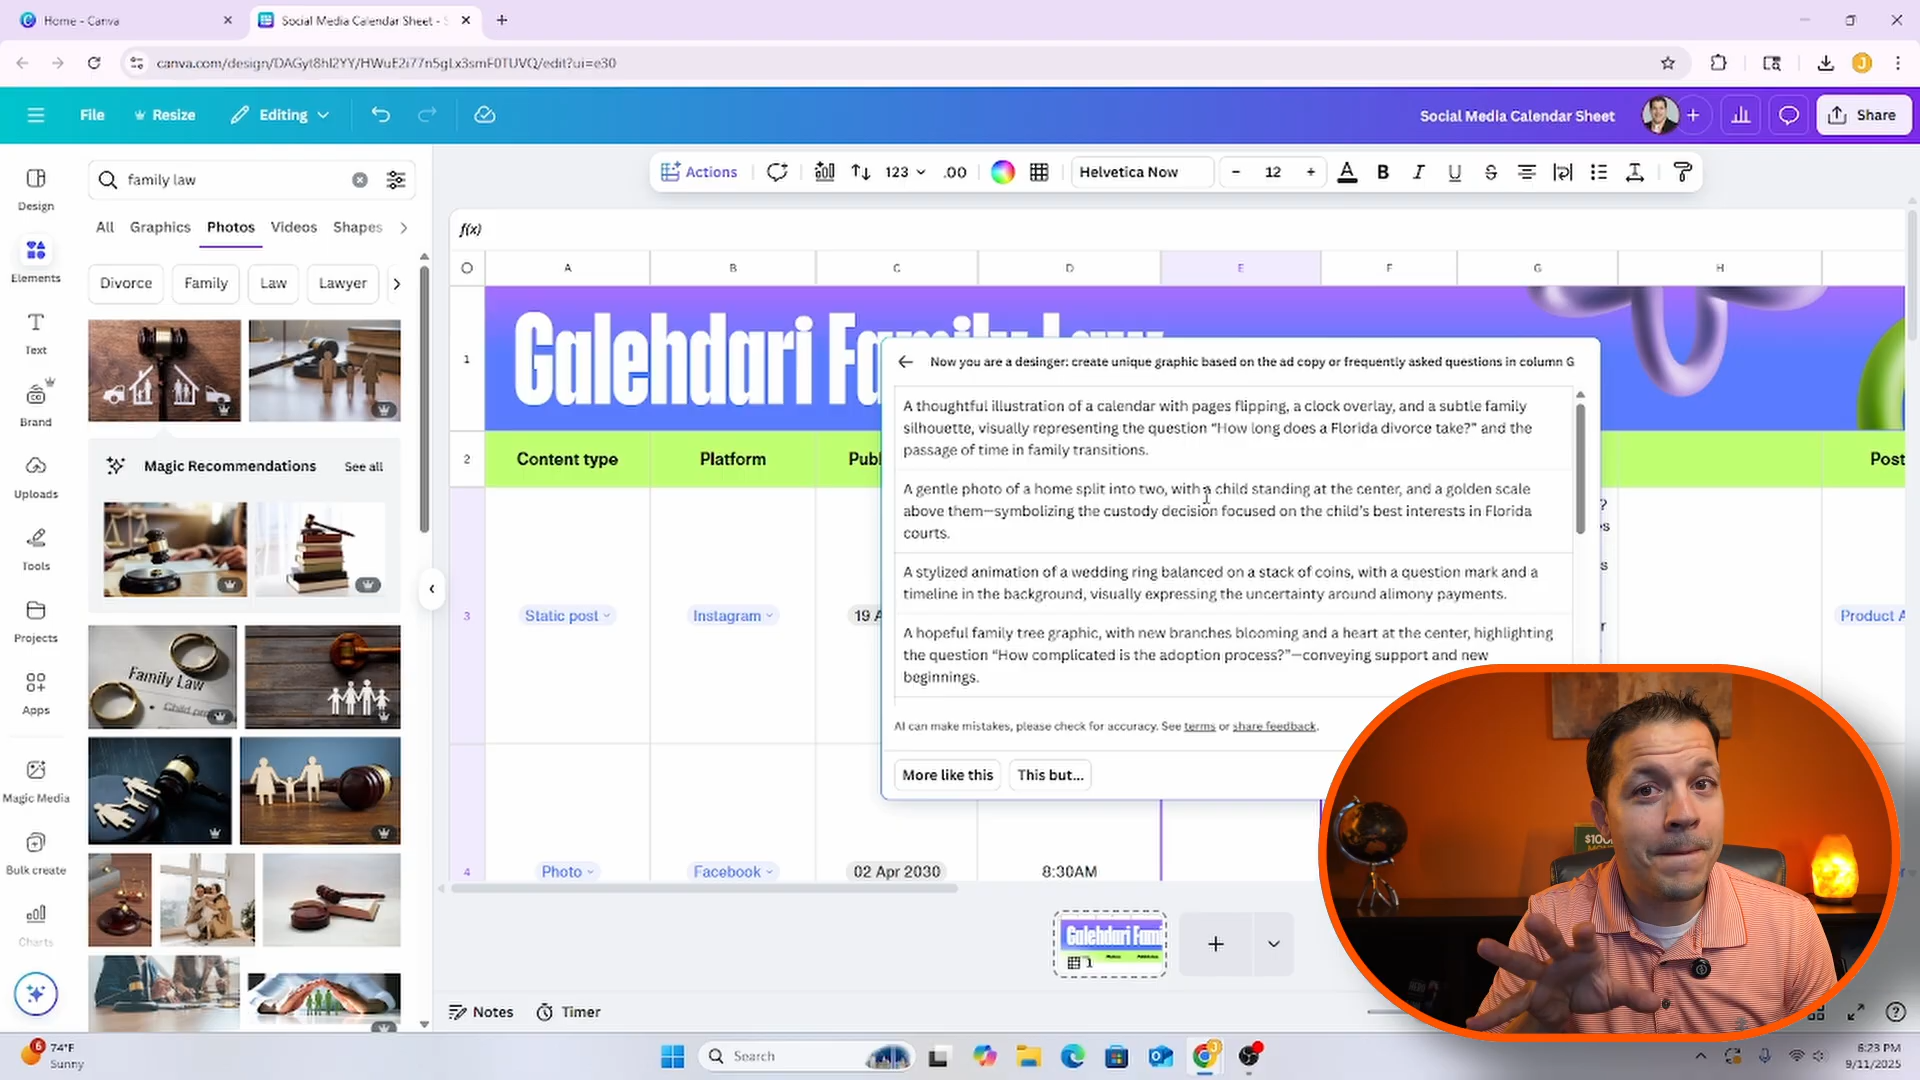 Home - Canva
Social Media Calendar Sheet - S
canva.com/design/DAGyt8hI2YY/HWuE2i77n5gLx3smF0TUVQ/edit?ui=e30
J
File
Resize
Editing
Social Media Calendar Sheet
Share
Design
Elements
Text
Brand
Uploads
Tools
Projects
Apps
Magic Media
Bulk create
Charts
family law
All Graphics Photos Videos Shapes
Divorce Family Law Lawyer
Magic Recommendations See all
Family Law
Actions 123 .00 Helvetica Now - 12 + A B I U S
f(x)
A B C D E F G H
1
Galehdari Family Law
2 Content type Platform Publ Post
3 Static post Instagram 19 A Product A
4 Photo Facebook 02 Apr 2030 8:30AM
Now you are a desinger: create unique graphic based on the ad copy or frequently asked questions in column G
A thoughtful illustration of a calendar with pages flipping, a clock overlay, and a subtle family
silhouette, visually representing the question “How long does a Florida divorce take?” and the
passage of time in family transitions.
A gentle photo of a home split into two, with a child standing at the center, and a golden scale
above them—symbolizing the custody decision focused on the child’s best interests in Florida
courts.
A stylized animation of a wedding ring balanced on a stack of coins, with a question mark and a
timeline in the background, visually expressing the uncertainty around alimony payments.
A hopeful family tree graphic, with new branches blooming and a heart at the center, highlighting
the question “How complicated is the adoption process?”—conveying support and new
beginnings.
AI can make mistakes, please check for accuracy. See terms or share feedback.
More like this This but...
Galehdari Fami
1
Notes Timer
6
74°F
Sunny
Search
6:23 PM
9/11/2025